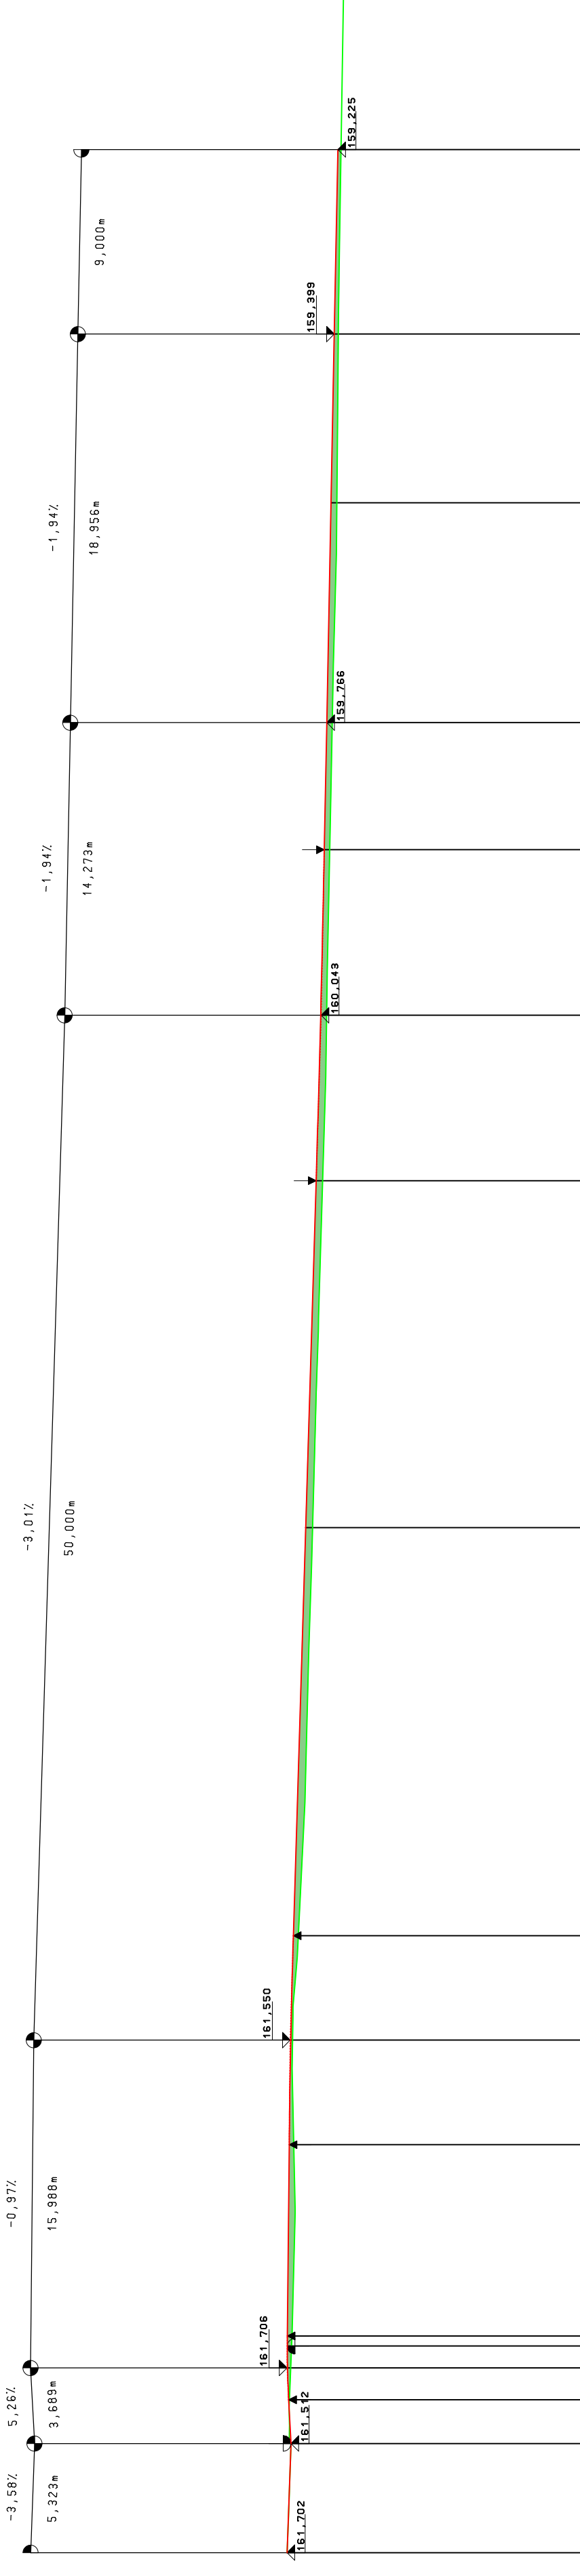 159,225
9,000m
159,399
-1,94%
18,956m
159,766
-1,94%
14,273m
160,043
-3,01%
50,000m
161,550
-0,97%
15,988m
161,706
5,26%
3,689m
161,512
-3,58%
5,323m
161,702